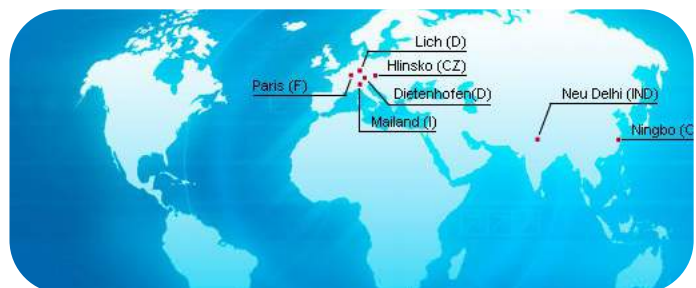 Lich (D)
Hlinsko (CZ)
Paris (F)
Dietenhofen(D)
Neu Delhi (IND)
Mailand (I)
Ningbo (C